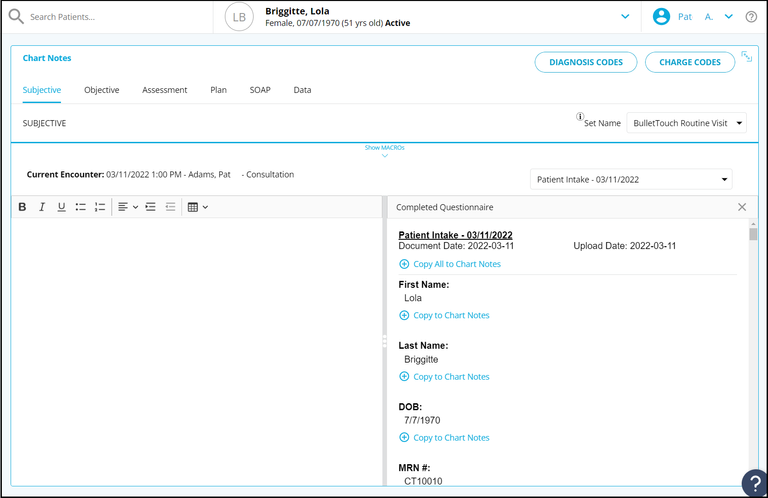 Search Patients...
LB
Briggitte, Lola
Female, 07/07/1970 (51 yrs old) Active
Pat A.
?
Chart Notes
DIAGNOSIS CODES
CHARGE CODES
Subjective
Objective
Assessment
Plan
SOAP
Data
SUBJECTIVE
i Set Name
BulletTouch Routine Visit
Show MACROs
Current Encounter: 03/11/2022 1:00 PM - Adams, Pat - Consultation
Patient Intake - 03/11/2022
B I U
Completed Questionnaire
Patient Intake - 03/11/2022
Document Date: 2022-03-11 Upload Date: 2022-03-11
Copy All to Chart Notes
First Name:
Lola
Copy to Chart Notes
Last Name:
Briggitte
Copy to Chart Notes
DOB:
7/7/1970
Copy to Chart Notes
MRN #:
CT10010
?